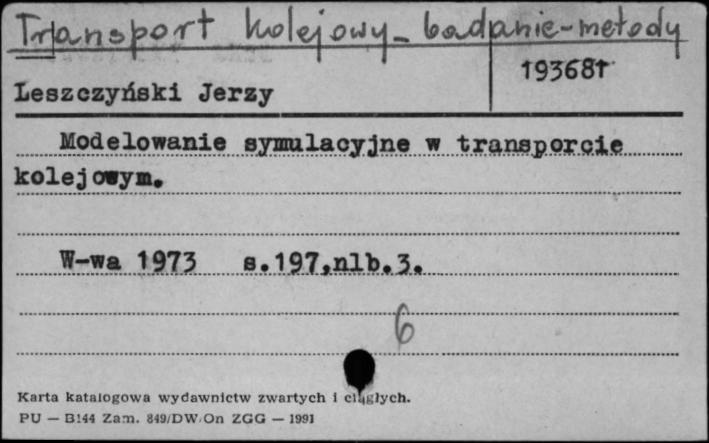 Transport kolejowy - badanie - metody
193681
Leszczyński Jerzy
Modelowanie symulacyjne w transporcie
kolejowym.
W-wa 1973 s.197,nlb.3.
6
Karta katalogowa wydawnictw zwartych i ciągłych.
PU — B144 Zam. 849/DW/On ZGG — 1991